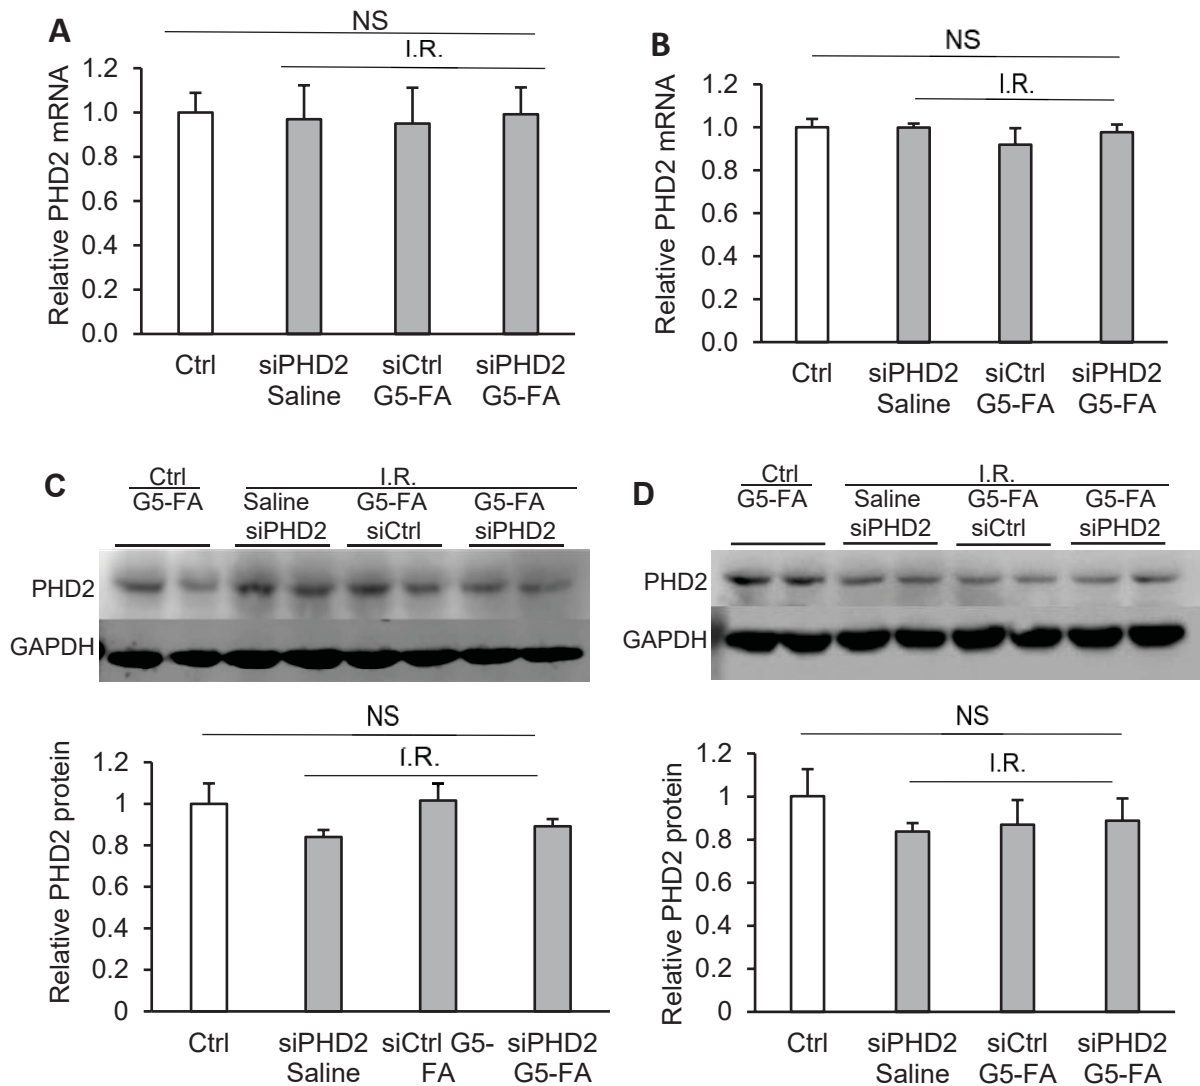 A
NS
I.R.
Relative PHD2 mRNA
1.2
1.0
0.8
0.6
0.4
0.2
0.0
Ctrl
siPHD2
Saline
siCtrl
G5-FA
siPHD2
G5-FA
B
NS
I.R.
Relative PHD2 mRNA
1.2
1.0
0.8
0.6
0.4
0.2
0.0
Ctrl
siPHD2
Saline
siCtrl
G5-FA
siPHD2
G5-FA
C
Ctrl
I.R.
G5-FA
Saline
siPHD2
G5-FA
siCtrl
G5-FA
siPHD2
PHD2
GAPDH
NS
I.R.
Relative PHD2 protein
1.2
1
0.8
0.6
0.4
0.2
0
Ctrl
siPHD2
Saline
siCtrl G5-
FA
siPHD2
G5-FA
D
Ctrl
I.R.
G5-FA
Saline
siPHD2
G5-FA
siCtrl
G5-FA
siPHD2
PHD2
GAPDH
NS
I.R.
Relative PHD2 protein
1.2
1
0.8
0.6
0.4
0.2
0
Ctrl
siPHD2
Saline
siCtrl
G5-FA
siPHD2
G5-FA